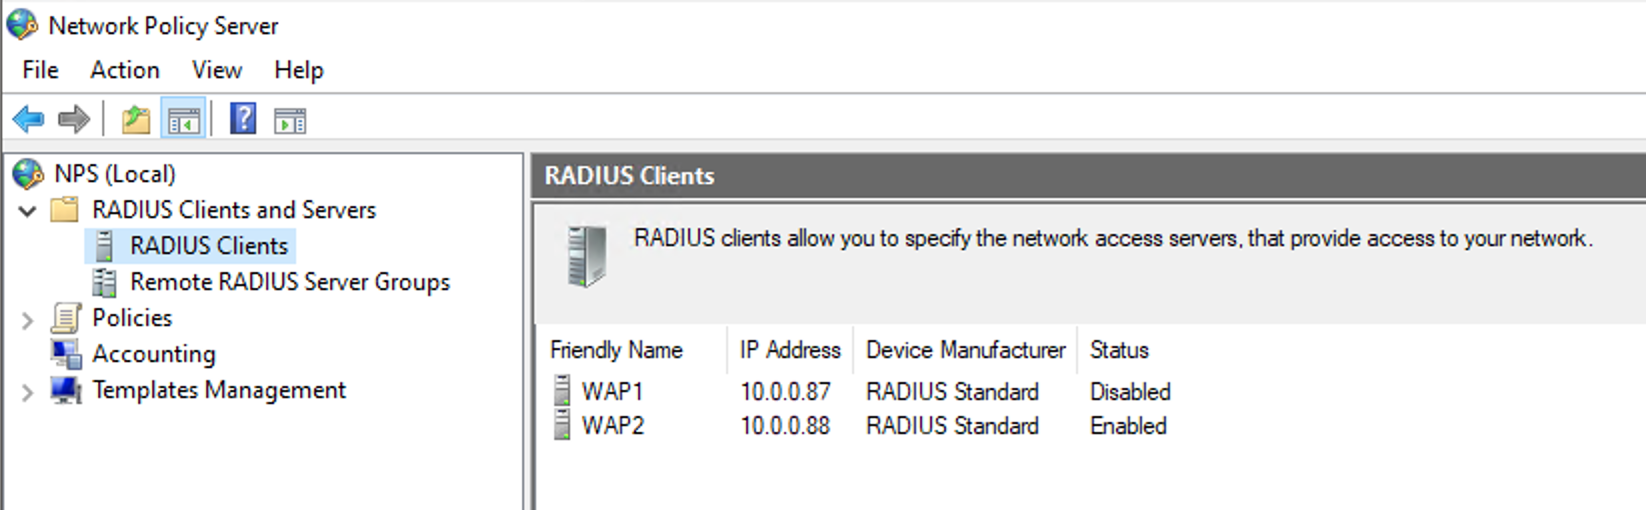 Network Policy Server
File Action View Help
NPS (Local)
RADIUS Clients and Servers
RADIUS Clients
Remote RADIUS Server Groups
Policies
Accounting
Templates Management
RADIUS Clients
RADIUS clients allow you to specify the network access servers, that provide access to your network.
Friendly Name IP Address Device Manufacturer Status
WAP1 10.0.0.87 RADIUS Standard Disabled
WAP2 10.0.0.88 RADIUS Standard Enabled